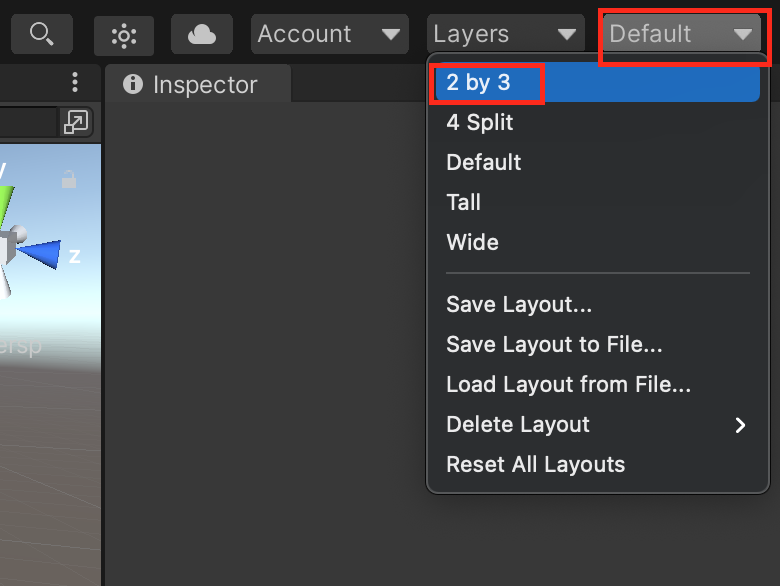 Account Layers Default
Inspector
2 by 3
4 Split
Default
Tall
Wide
z
ersp
Save Layout...
Save Layout to File...
Load Layout from File...
Delete Layout
Reset All Layouts